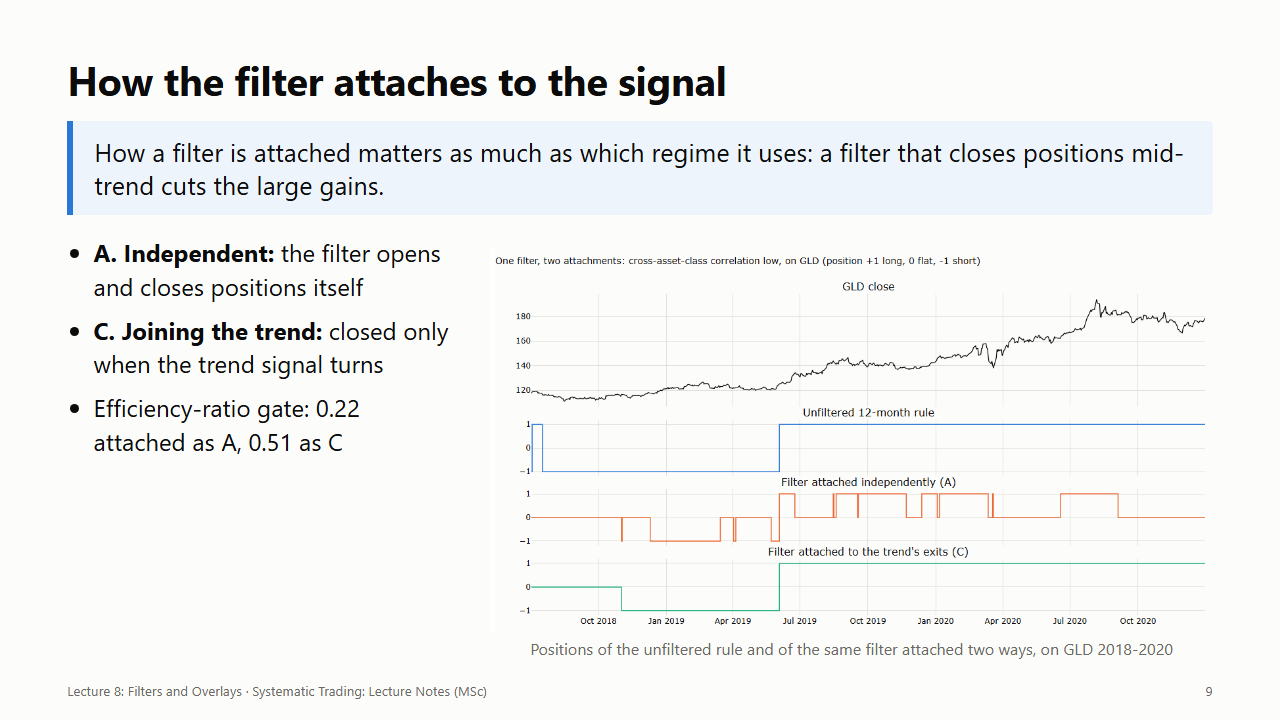 How the filter attaches to the signal
How a filter is attached matters as much as which regime it uses: a filter that closes positions mid-
trend cuts the large gains.
• A. Independent: the filter opens
and closes positions itself
• C. Joining the trend: closed only
when the trend signal turns
• Efficiency-ratio gate: 0.22
attached as A, 0.51 as C
One filter, two attachments: cross-asset-class correlation low, on GLD (position +1 long, 0 flat, -1 short)
GLD close
180
160
140
120
Unfiltered 12-month rule
1
0
−1
Filter attached independently (A)
1
0
−1
Filter attached to the trend's exits (C)
1
0
−1
Oct 2018 Jan 2019 Apr 2019 Jul 2019 Oct 2019 Jan 2020 Apr 2020 Jul 2020 Oct 2020
Positions of the unfiltered rule and of the same filter attached two ways, on GLD 2018-2020
Lecture 8: Filters and Overlays · Systematic Trading: Lecture Notes (MSc)
9